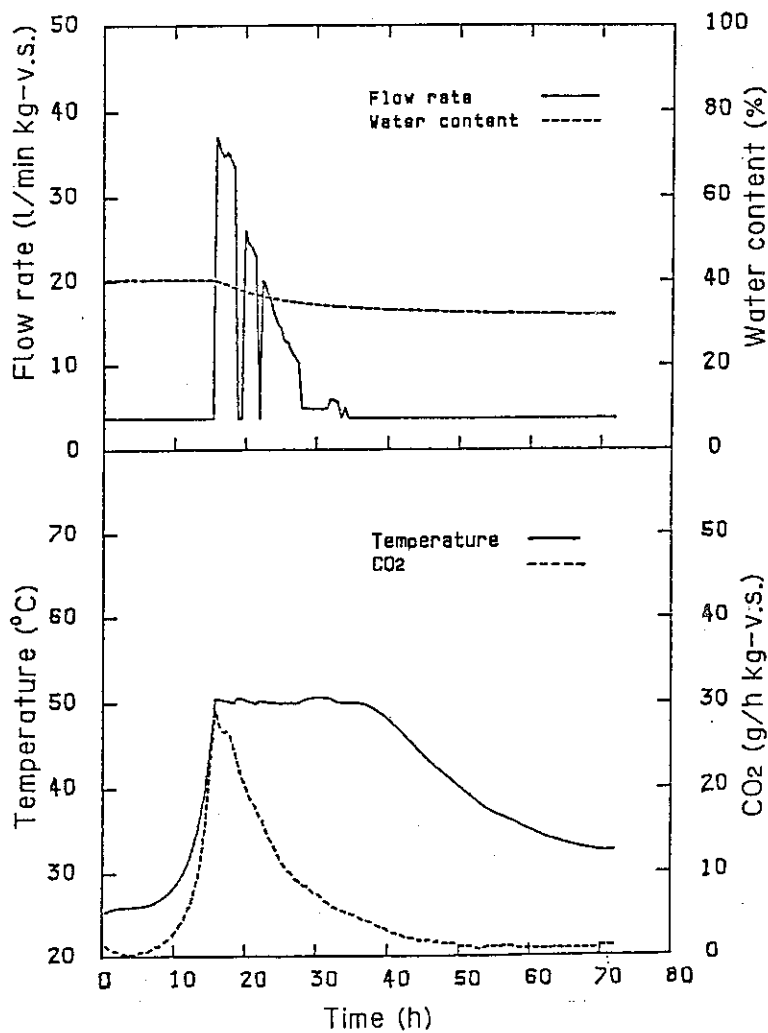 50
40
30
20
10
0
Flow rate (l/min Kg-v.s.)
Flow rate
Water content
100
80
60
40
20
0
Water content (%)
70
60
50
40
30
20
Temperature (°C)
Temperature
CO2
50
40
30
20
10
0
CO2 (g/h kg-v.s.)
0 10 20 30 40 50 60 70 80
Time (h)